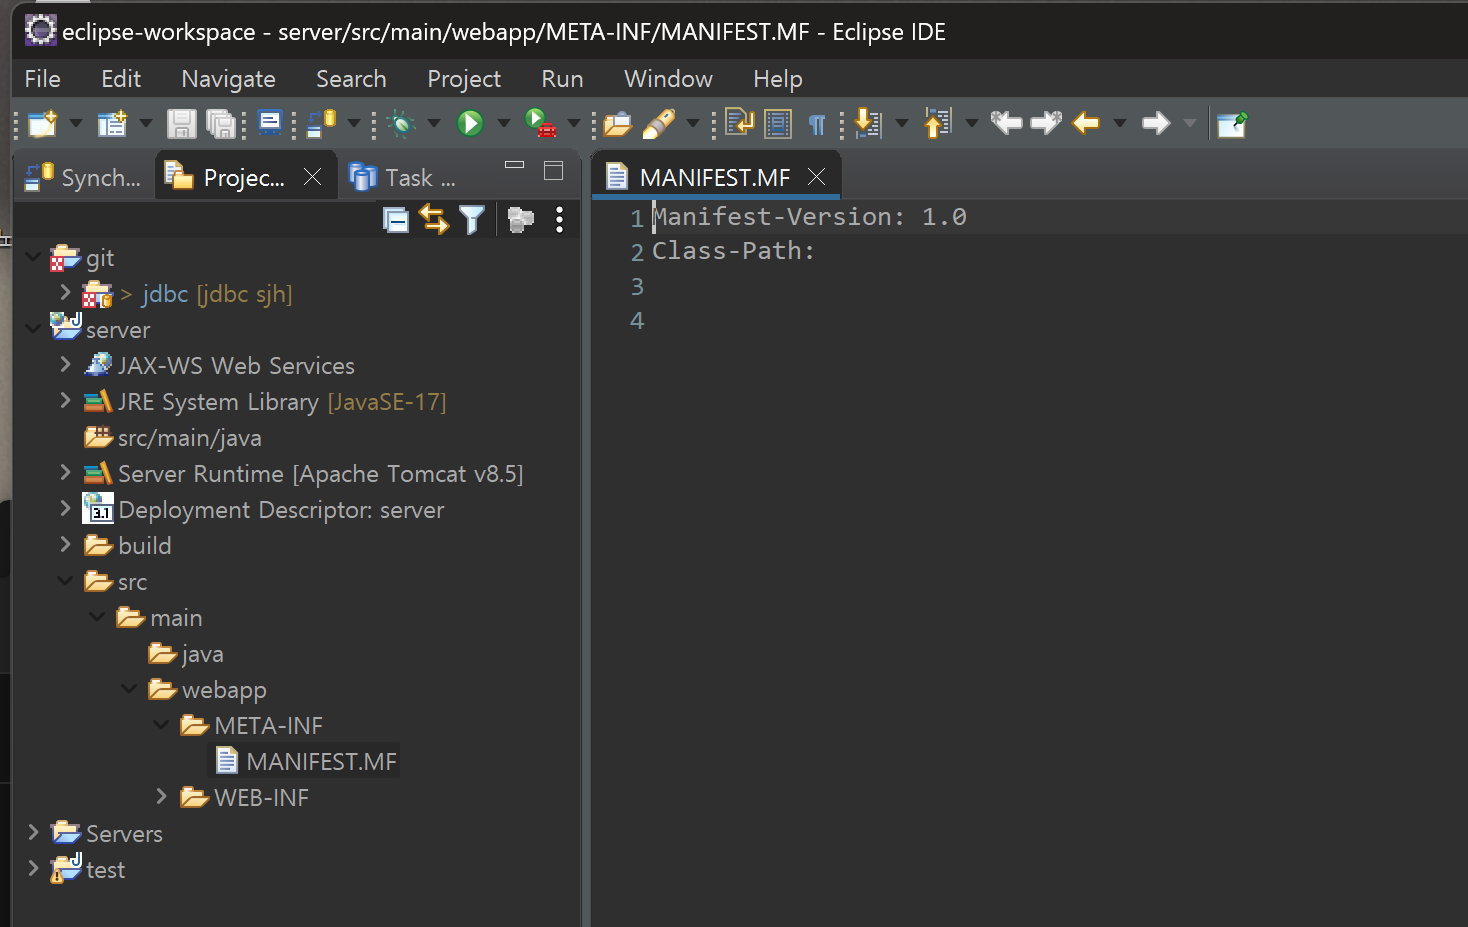 eclipse-workspace - server/src/main/webapp/META-INF/MANIFEST.MF - Eclipse IDE
File Edit Navigate Search Project Run Window Help
Synch... Projec... Task ...
MANIFEST.MF
git
> jdbc [jdbc sjh]
server
JAX-WS Web Services
JRE System Library [JavaSE-17]
src/main/java
Server Runtime [Apache Tomcat v8.5]
3.1 Deployment Descriptor: server
build
src
main
java
webapp
META-INF
MANIFEST.MF
WEB-INF
Servers
test
1 Manifest-Version: 1.0
2 Class-Path:
3
4